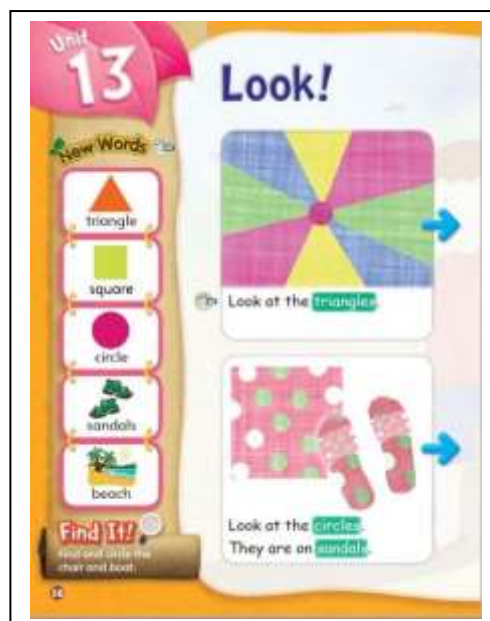 Unit
13
Look!
New Words
triangle
square
circle
sandals
beach
Look at the triangles.
Look at the circles.
They are on sandals.
Find It!
Find and circle the
chair and boat.